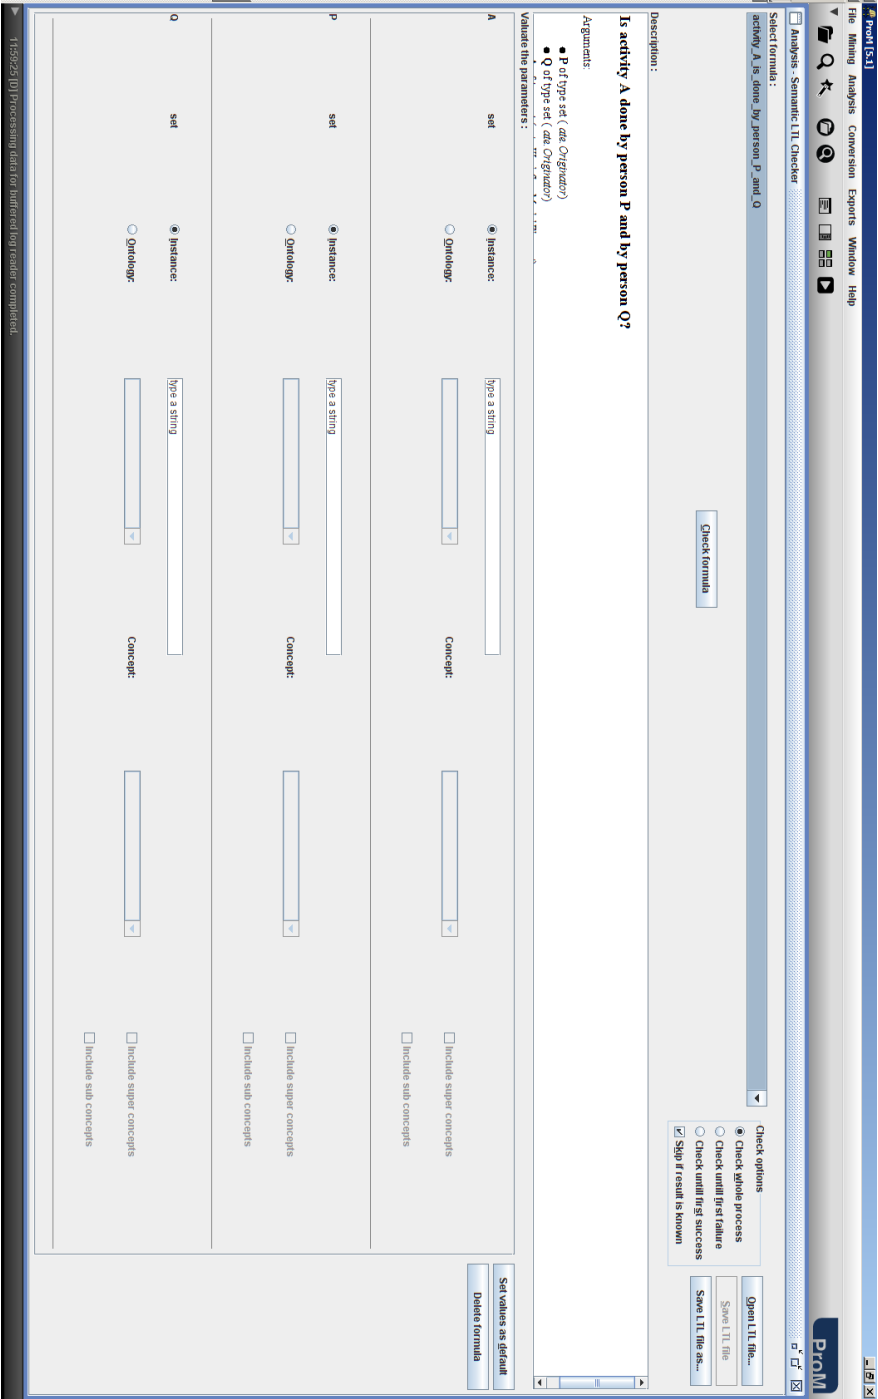 ProM [5.1]
File Mining Analysis Conversion Exports Window Help
ProM
Analysis - Semantic LTL Checker
Select formula :
activity_A_is_done_by_person_P_and_Q
Check formula
Check options
Check whole process
Check untill first failure
Check untill first success
Skip if result is known
Open LTL file...
Save LTL file
Save LTL file as...
Description :
Is activity A done by person P and by person Q?
Arguments:
P of type set ( ate.Originator)
Q of type set ( ate.Originator)
Valuate the parameters :
A set Instance: type a string
Ontology: Concept: Include super concepts
Include sub concepts
P set Instance: type a string
Ontology: Concept: Include super concepts
Include sub concepts
Q set Instance: type a string
Ontology: Concept: Include super concepts
Include sub concepts
Set values as default
Delete formula
11:59:25 [0] Processing data for buffered log reader completed.